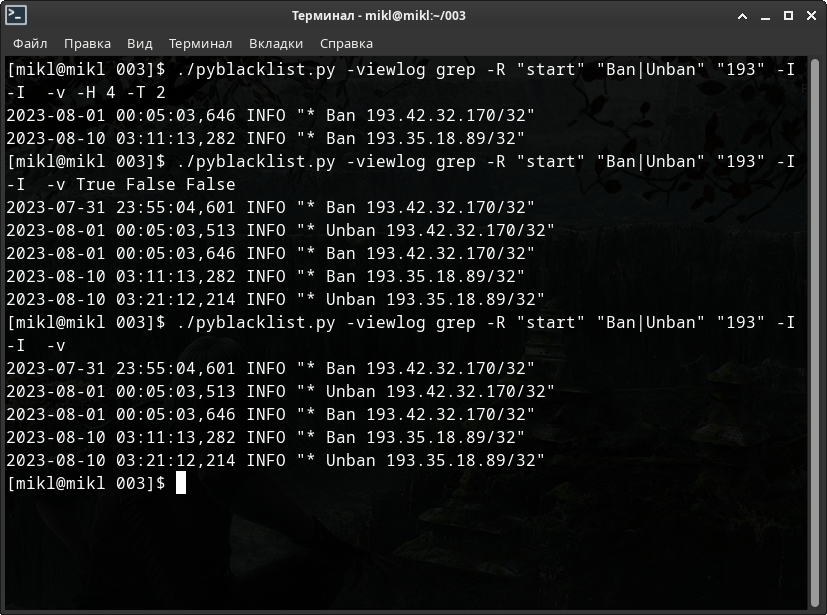 Терминал - mikl@mikl:~/003
Файл Правка Вид Терминал Вкладки Справка
[mikl@mikl 003]$ ./pyblacklist.py -viewlog grep -R "start" "Ban|Unban" "193" -I
-I  -v -H 4 -T 2
2023-08-01 00:05:03,646 INFO "* Ban 193.42.32.170/32"
2023-08-10 03:11:13,282 INFO "* Ban 193.35.18.89/32"
[mikl@mikl 003]$ ./pyblacklist.py -viewlog grep -R "start" "Ban|Unban" "193" -I
-I  -v True False False
2023-07-31 23:55:04,601 INFO "* Ban 193.42.32.170/32"
2023-08-01 00:05:03,513 INFO "* Unban 193.42.32.170/32"
2023-08-01 00:05:03,646 INFO "* Ban 193.42.32.170/32"
2023-08-10 03:11:13,282 INFO "* Ban 193.35.18.89/32"
2023-08-10 03:21:12,214 INFO "* Unban 193.35.18.89/32"
[mikl@mikl 003]$ ./pyblacklist.py -viewlog grep -R "start" "Ban|Unban" "193" -I
-I  -v
2023-07-31 23:55:04,601 INFO "* Ban 193.42.32.170/32"
2023-08-01 00:05:03,513 INFO "* Unban 193.42.32.170/32"
2023-08-01 00:05:03,646 INFO "* Ban 193.42.32.170/32"
2023-08-10 03:11:13,282 INFO "* Ban 193.35.18.89/32"
2023-08-10 03:21:12,214 INFO "* Unban 193.35.18.89/32"
[mikl@mikl 003]$